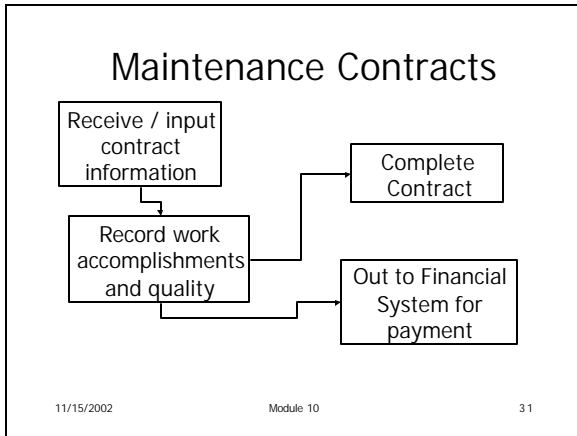 Maintenance Contracts
Receive / input
contract
information
Complete
Contract
Record work
accomplishments
and quality
Out to Financial
System for
payment
11/15/2002
Module 10
31